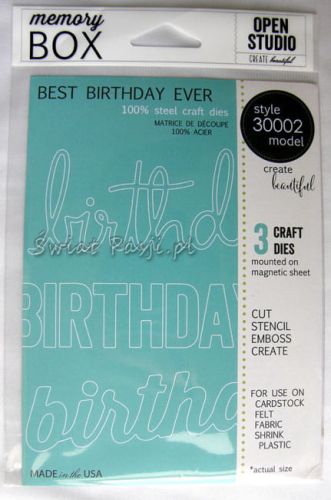 memory
BOX
OPEN
STUDIO
CREATE beautiful
BEST BIRTHDAY EVER
100% steel craft dies
MATRICE DE DÉCOUPE
100% ACIER
style
30002
model
create
beautiful
birthd
Świat Pasji.pl
3 CRAFT
DIES
mounted on
magnetic sheet
BIRTHDAY
CUT
STENCIL
EMBOSS
CREATE
birtha
FOR USE ON
CARDSTOCK
FELT
FABRIC
SHRINK
PLASTIC
MADE in the USA
*actual size